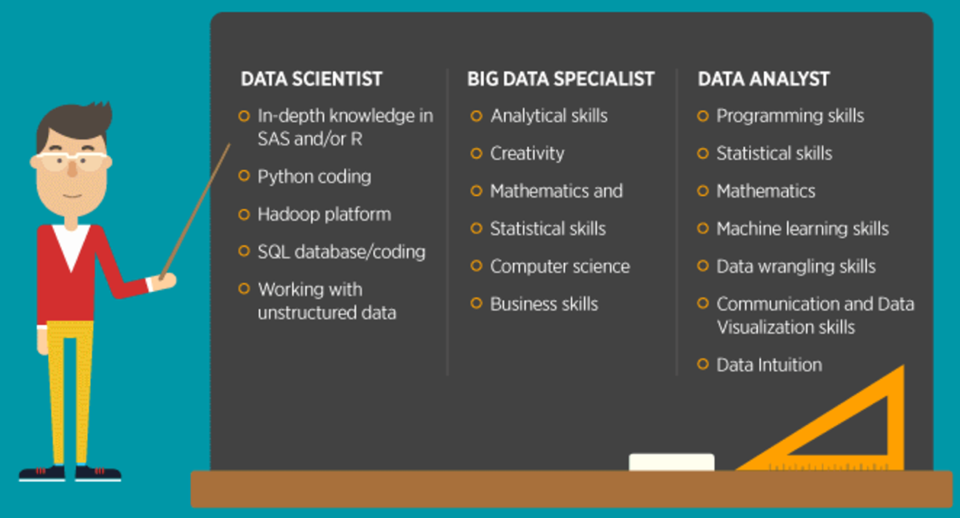 DATA SCIENTIST
In-depth knowledge in
SAS and/or R
Python coding
Hadoop platform
SQL database/coding
Working with
unstructured data
BIG DATA SPECIALIST
Analytical skills
Creativity
Mathematics and
Statistical skills
Computer science
Business skills
DATA ANALYST
Programming skills
Statistical skills
Mathematics
Machine learning skills
Data wrangling skills
Communication and Data
Visualization skills
Data Intuition